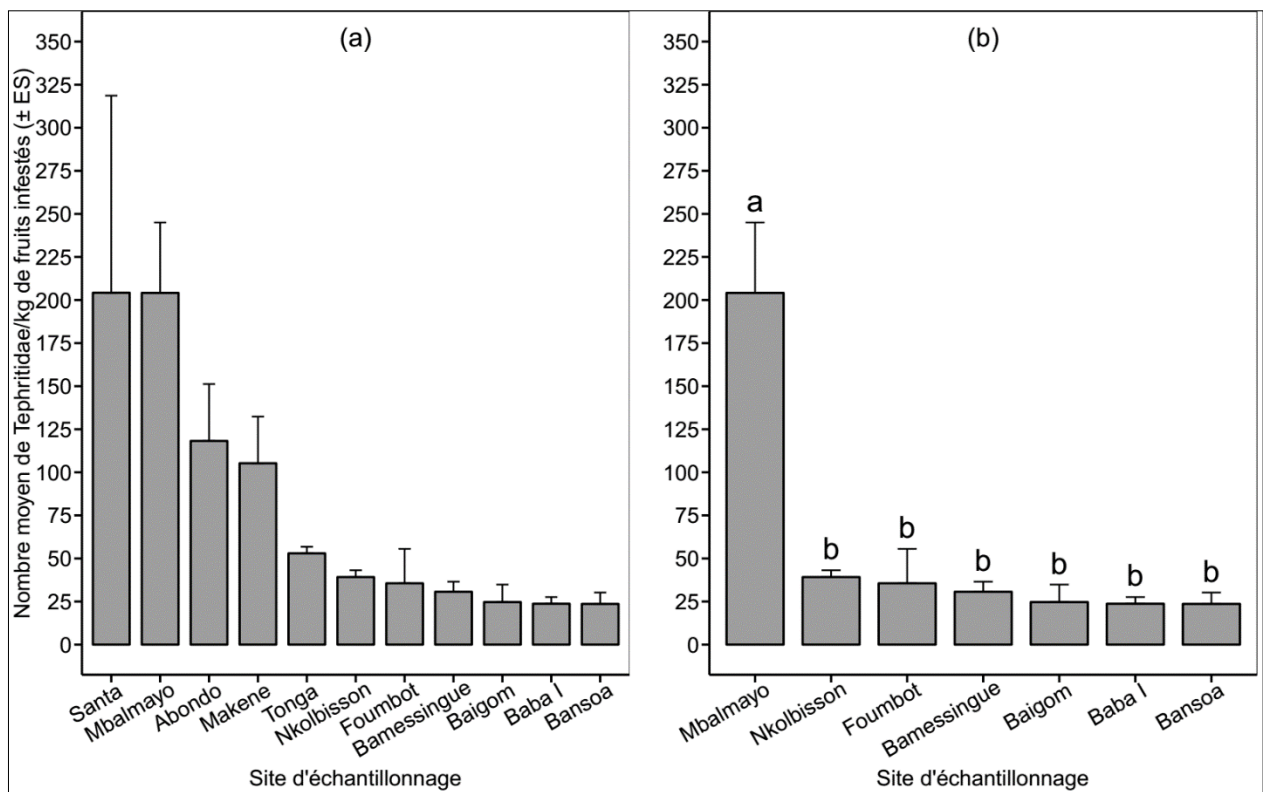 Nombre moyen de Tephritidae/kg de fruits infestés (± ES)
(a)
350
325
300
275
250
225
200
175
150
125
100
75
50
25
0
Santa
Mbalmayo
Abondo
Makene
Tonga
Nkolbisson
Foumbot
Bamessingue
Baigom
Baba I
Bansoa
Site d'échantillonnage
(b)
350
325
300
275
250
225
200
175
150
125
100
75
50
25
0
a
b
b
b
b
b
b
Mbalmayo
Nkolbisson
Foumbot
Bamessingue
Baigom
Baba I
Bansoa
Site d'échantillonnage